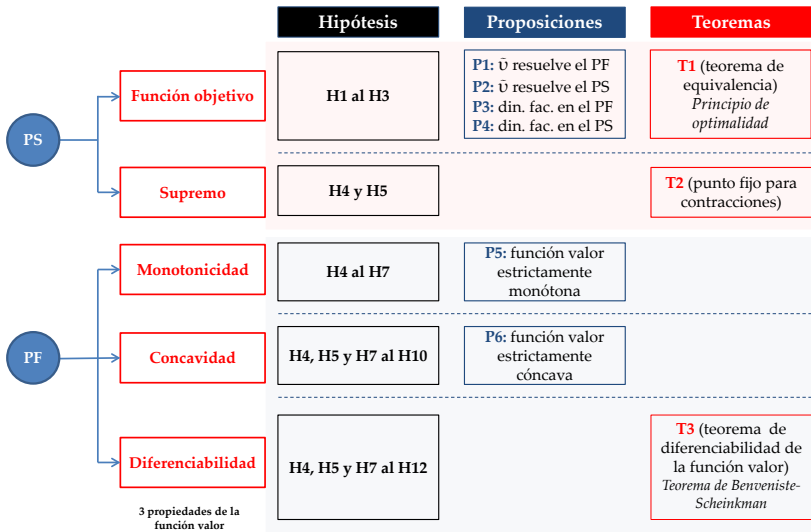 Hipótesis
Proposiciones
Teoremas
PS
Función objetivo
H1 al H3
P1: ῡ resuelve el PF
P2: ῡ resuelve el PS
P3: din. fac. en el PF
P4: din. fac. en el PS
T1 (teorema de
equivalencia)
Principio de
optimalidad
Supremo
H4 y H5
T2 (punto fijo para
contracciones)
PF
Monotonicidad
H4 al H7
P5: función valor
estrictamente
monótona
Concavidad
H4, H5 y H7 al H10
P6: función valor
estrictamente
cóncava
Diferenciabilidad
H4, H5 y H7 al H12
T3 (teorema de
diferenciabilidad de
la función valor)
Teorema de Benveniste-
Scheinkman
3 propiedades de la
función valor